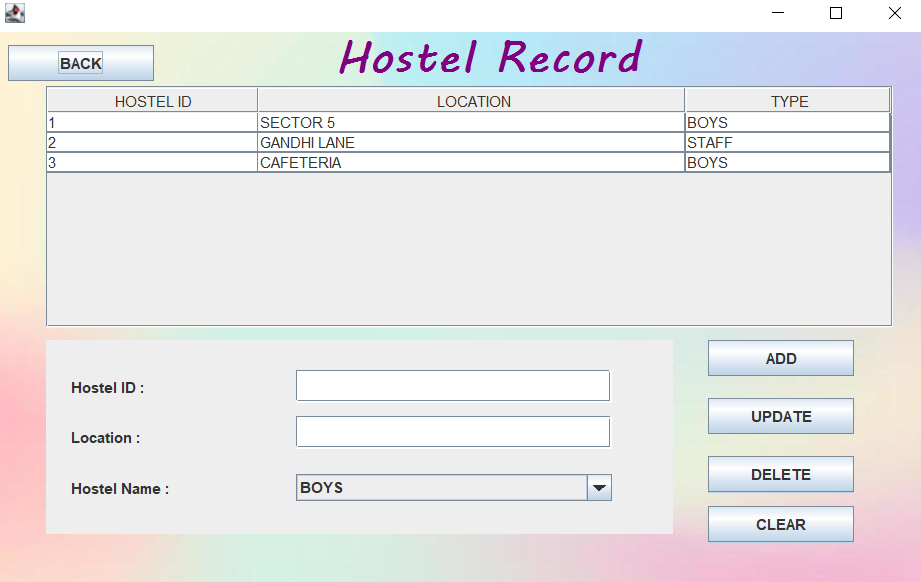 BACK
Hostel Record
HOSTEL ID LOCATION TYPE
1 SECTOR 5 BOYS
2 GANDHI LANE STAFF
3 CAFETERIA BOYS
Hostel ID :
ADD
Location :
UPDATE
Hostel Name : BOYS
DELETE
CLEAR